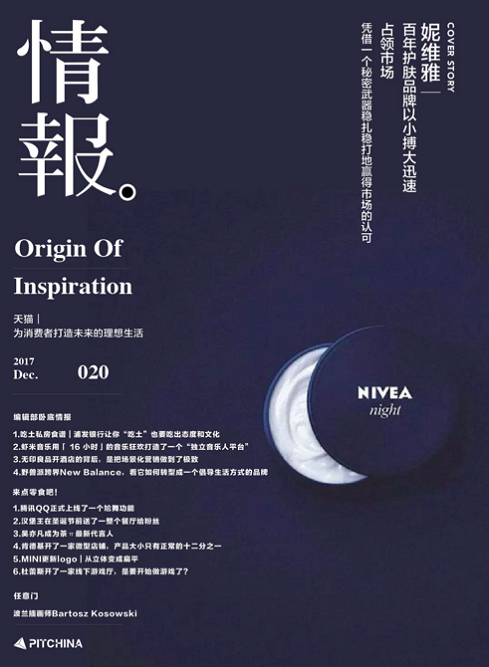 情報。
COVER STORY
妮维雅——
百年护肤品牌以小搏大迅速
占领市场
凭借一个秘密武器稳扎稳打地赢得市场的认可
Origin Of
Inspiration
天猫｜
为消费者打造未来的理想生活
2017
Dec.
020
NIVEA
night
编辑部卧底情报
1.吃土私房食谱｜浦发银行让你“吃土”也要吃出态度和文化
2.虾米音乐用「16 小时」的音乐狂欢打造了一个“独立音乐人平台”
3.无印良品开酒店的背后，是把场景化营销做到了极致
4.野兽派跨界New Balance，看它如何转型成一个倡导生活方式的品牌
来点零食吧！
1.腾讯QQ正式上线了一个尬舞功能
2.汉堡王在圣诞节前送了一整个餐厅给粉丝
3.吴亦凡成为茶π最新代言人
4.肯德基开了一家微型店铺，产品大小只有正常的十二分之一
5.MINI更新logo｜从立体变成扁平
6.杜蕾斯开了一家线下游戏厅，是要开始做游戏了？
任意门
波兰插画师Bartosz Kosowski
PITCHINA